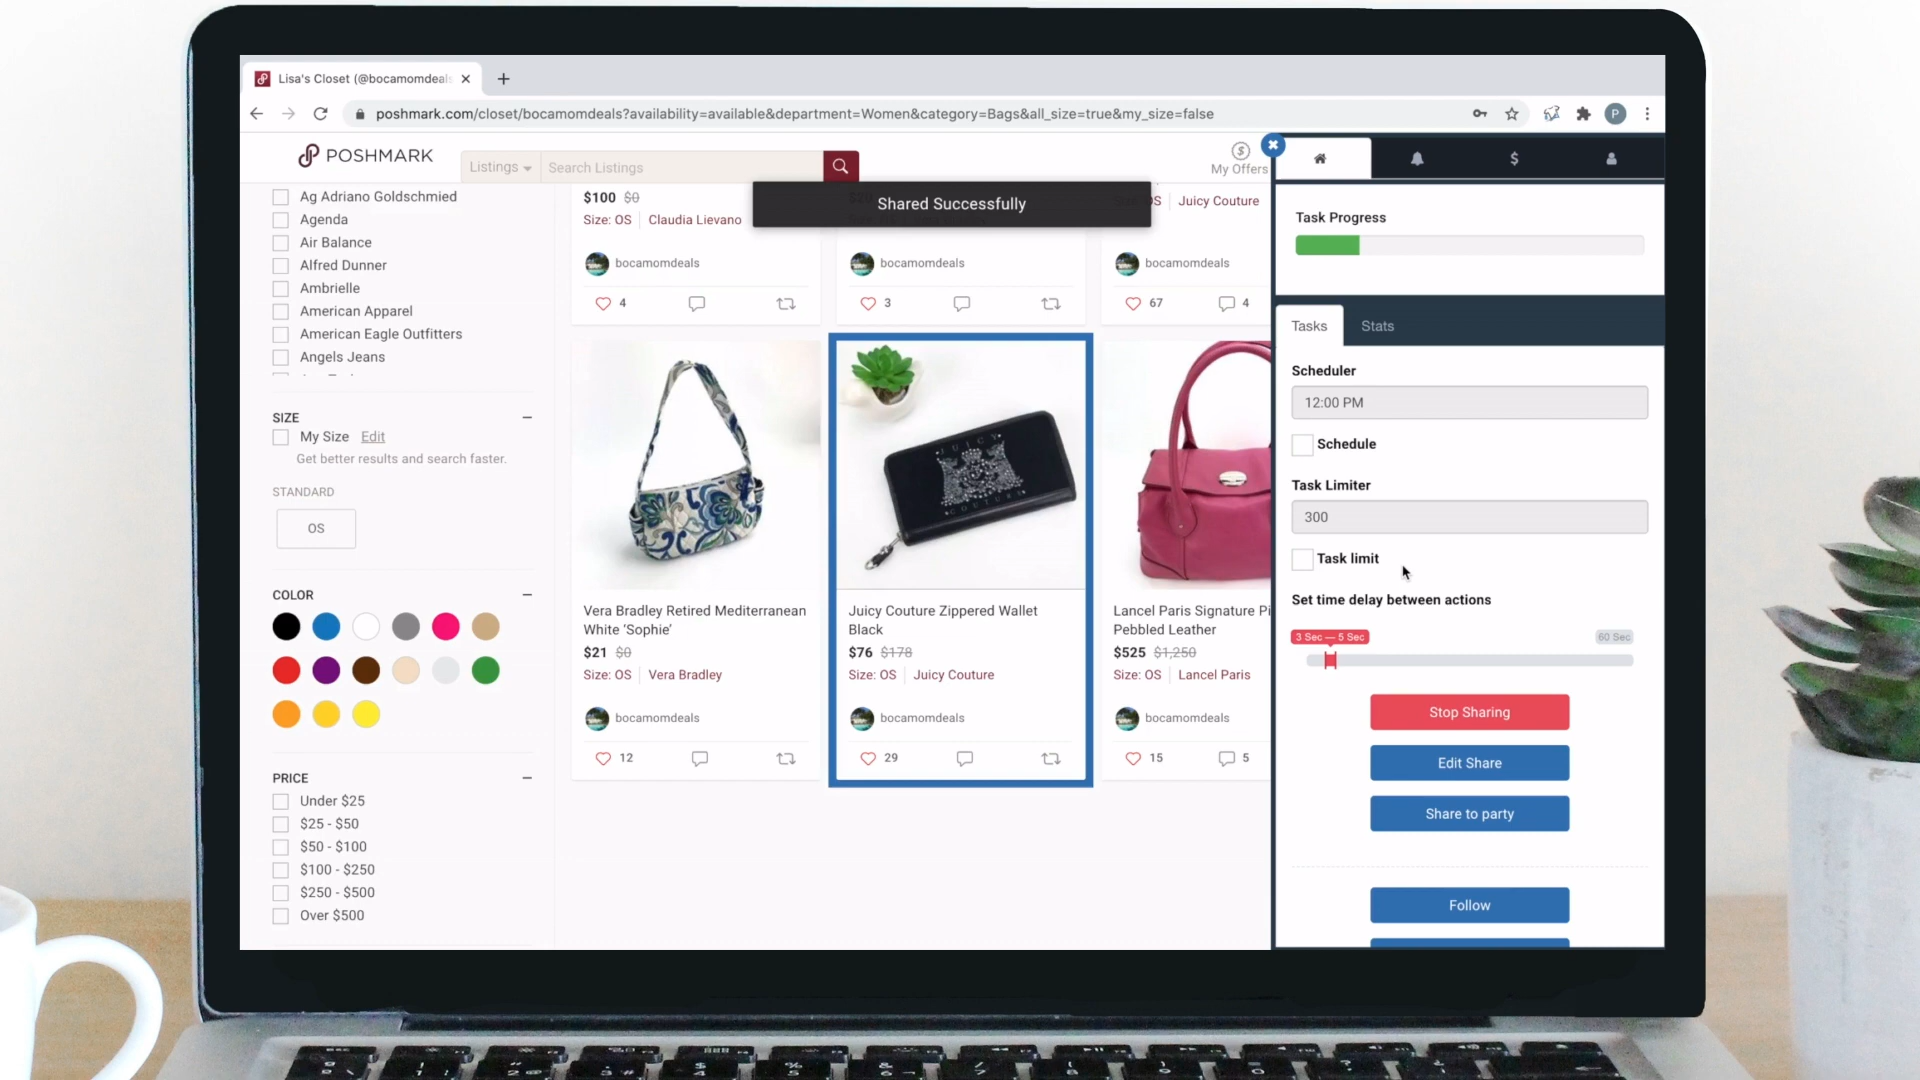 Lisa's Closet (@bocamomdeals
poshmark.com/closet/bocamomdeals?availability=available&department=Women&category=Bags&all_size=true&my_size=false
P
POSHMARK
Listings
Search Listings
$
My Offers
$
Ag Adriano Goldschmied
Agenda
Air Balance
Alfred Dunner
Ambrielle
American Apparel
American Eagle Outfitters
Angels Jeans
SIZE
My Size Edit
Get better results and search faster.
STANDARD
OS
COLOR
PRICE
Under $25
$25 - $50
$50 - $100
$100 - $250
$250 - $500
Over $500
$100 $0
Size: OS Claudia Lievano
bocamomdeals
4
Shared Successfully
bocamomdeals
3
OS Juicy Couture
bocamomdeals
67 4
Vera Bradley Retired Mediterranean
White ‘Sophie’
$21 $0
Size: OS Vera Bradley
bocamomdeals
12
JUICY
COUTURE
Juicy Couture Zippered Wallet
Black
$76 $178
Size: OS Juicy Couture
bocamomdeals
29
Lancel Paris Signature Pi
Pebbled Leather
$525 $1,250
Size: OS Lancel Paris
bocamomdeals
15 5
Task Progress
Tasks Stats
Scheduler
12:00 PM
Schedule
Task Limiter
300
Task limit
Set time delay between actions
3 Sec — 5 Sec 60 Sec
Stop Sharing
Edit Share
Share to party
Follow